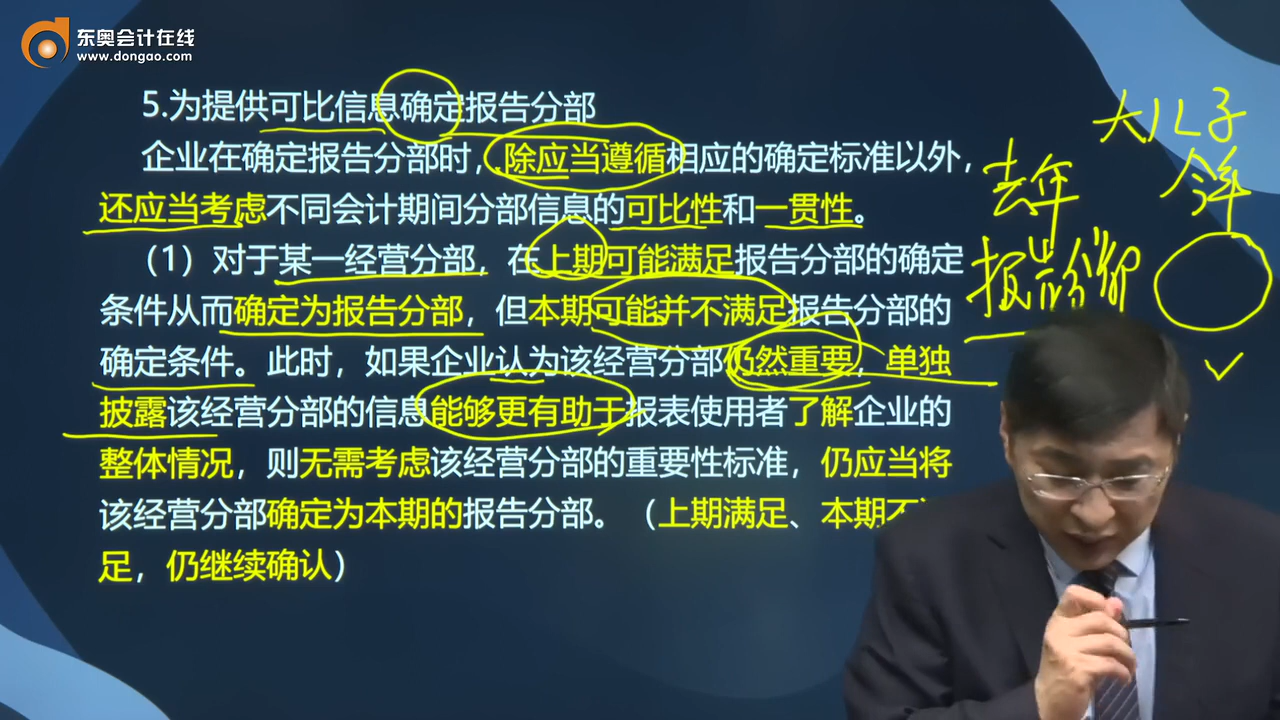 东奥会计在线
www.dongao.com
5.为提供可比信息确定报告分部
企业在确定报告分部时，除应当遵循相应的确定标准以外，
还应当考虑不同会计期间分部信息的可比性和一贯性。
（1）对于某一经营分部，在上期可能满足报告分部的确定
条件从而确定为报告分部，但本期可能并不满足报告分部的
确定条件。此时，如果企业认为该经营分部仍然重要，单独
披露该经营分部的信息能够更有助于报表使用者了解企业的
整体情况，则无需考虑该经营分部的重要性标准，仍应当将
该经营分部确定为本期的报告分部。（上期满足、本期不
足，仍继续确认）
大儿子
去年
今年
报告分部